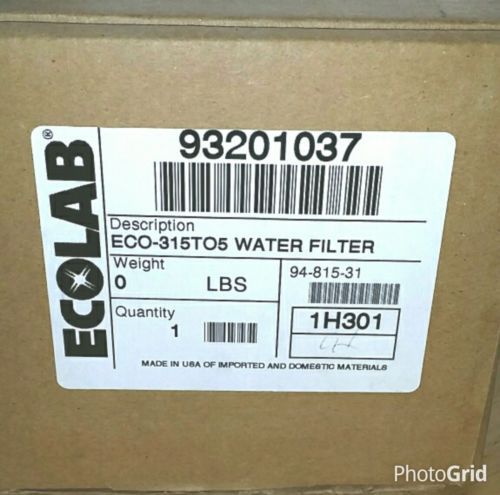 ECOLAB®
93201037
Description
ECO-315TO5 WATER FILTER
Weight
0 LBS
94-815-31
Quantity
1
1H301
MADE IN USA OF IMPORTED AND DOMESTIC MATERIALS
PhotoGrid